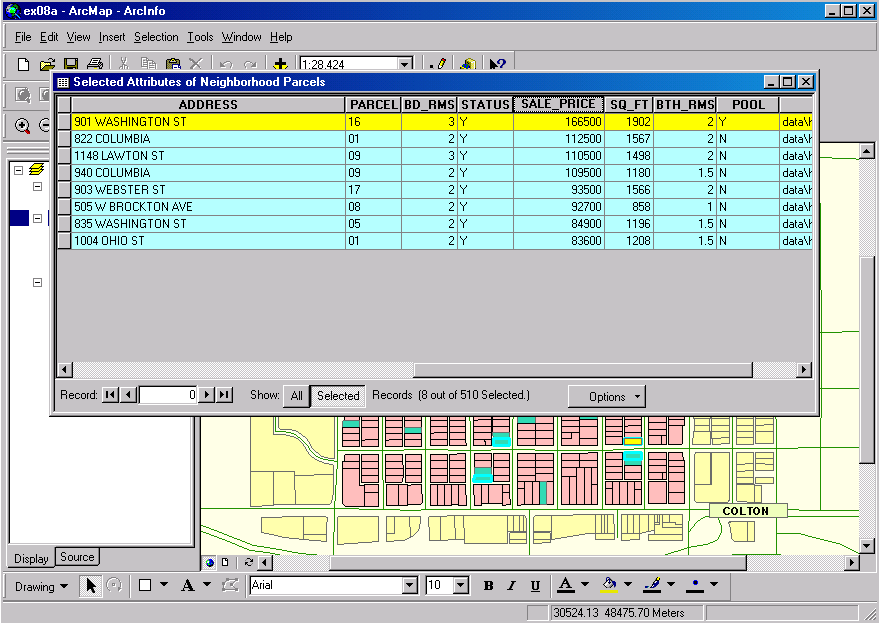 ex08a - ArcMap - ArcInfo
File Edit View Insert Selection Tools Window Help
1:28,424
Selected Attributes of Neighborhood Parcels
ADDRESS PARCEL BD_RMS STATUS SALE_PRICE SQ_FT BTH_RMS POOL
901 WASHINGTON ST 16 3 Y 166500 1902 2 Y
822 COLUMBIA 01 2 Y 112500 1567 2 N data\h
1148 LAWTON ST 09 3 Y 110500 1498 2 N data\h
940 COLUMBIA 09 2 Y 109500 1180 1.5 N data\h
903 WEBSTER ST 17 2 Y 93500 1566 2 N data\h
505 W BROCKTON AVE 08 2 Y 92700 858 1 N data\h
835 WASHINGTON ST 05 2 Y 84900 1196 1.5 N data\h
1004 OHIO ST 01 2 Y 83600 1208 1.5 N data\h
Record: 0 Show: All Selected Records (8 out of 510 Selected.) Options
COLTON
Display Source
Drawing A Arial 10 B I U A
30524.13 48475.70 Meters